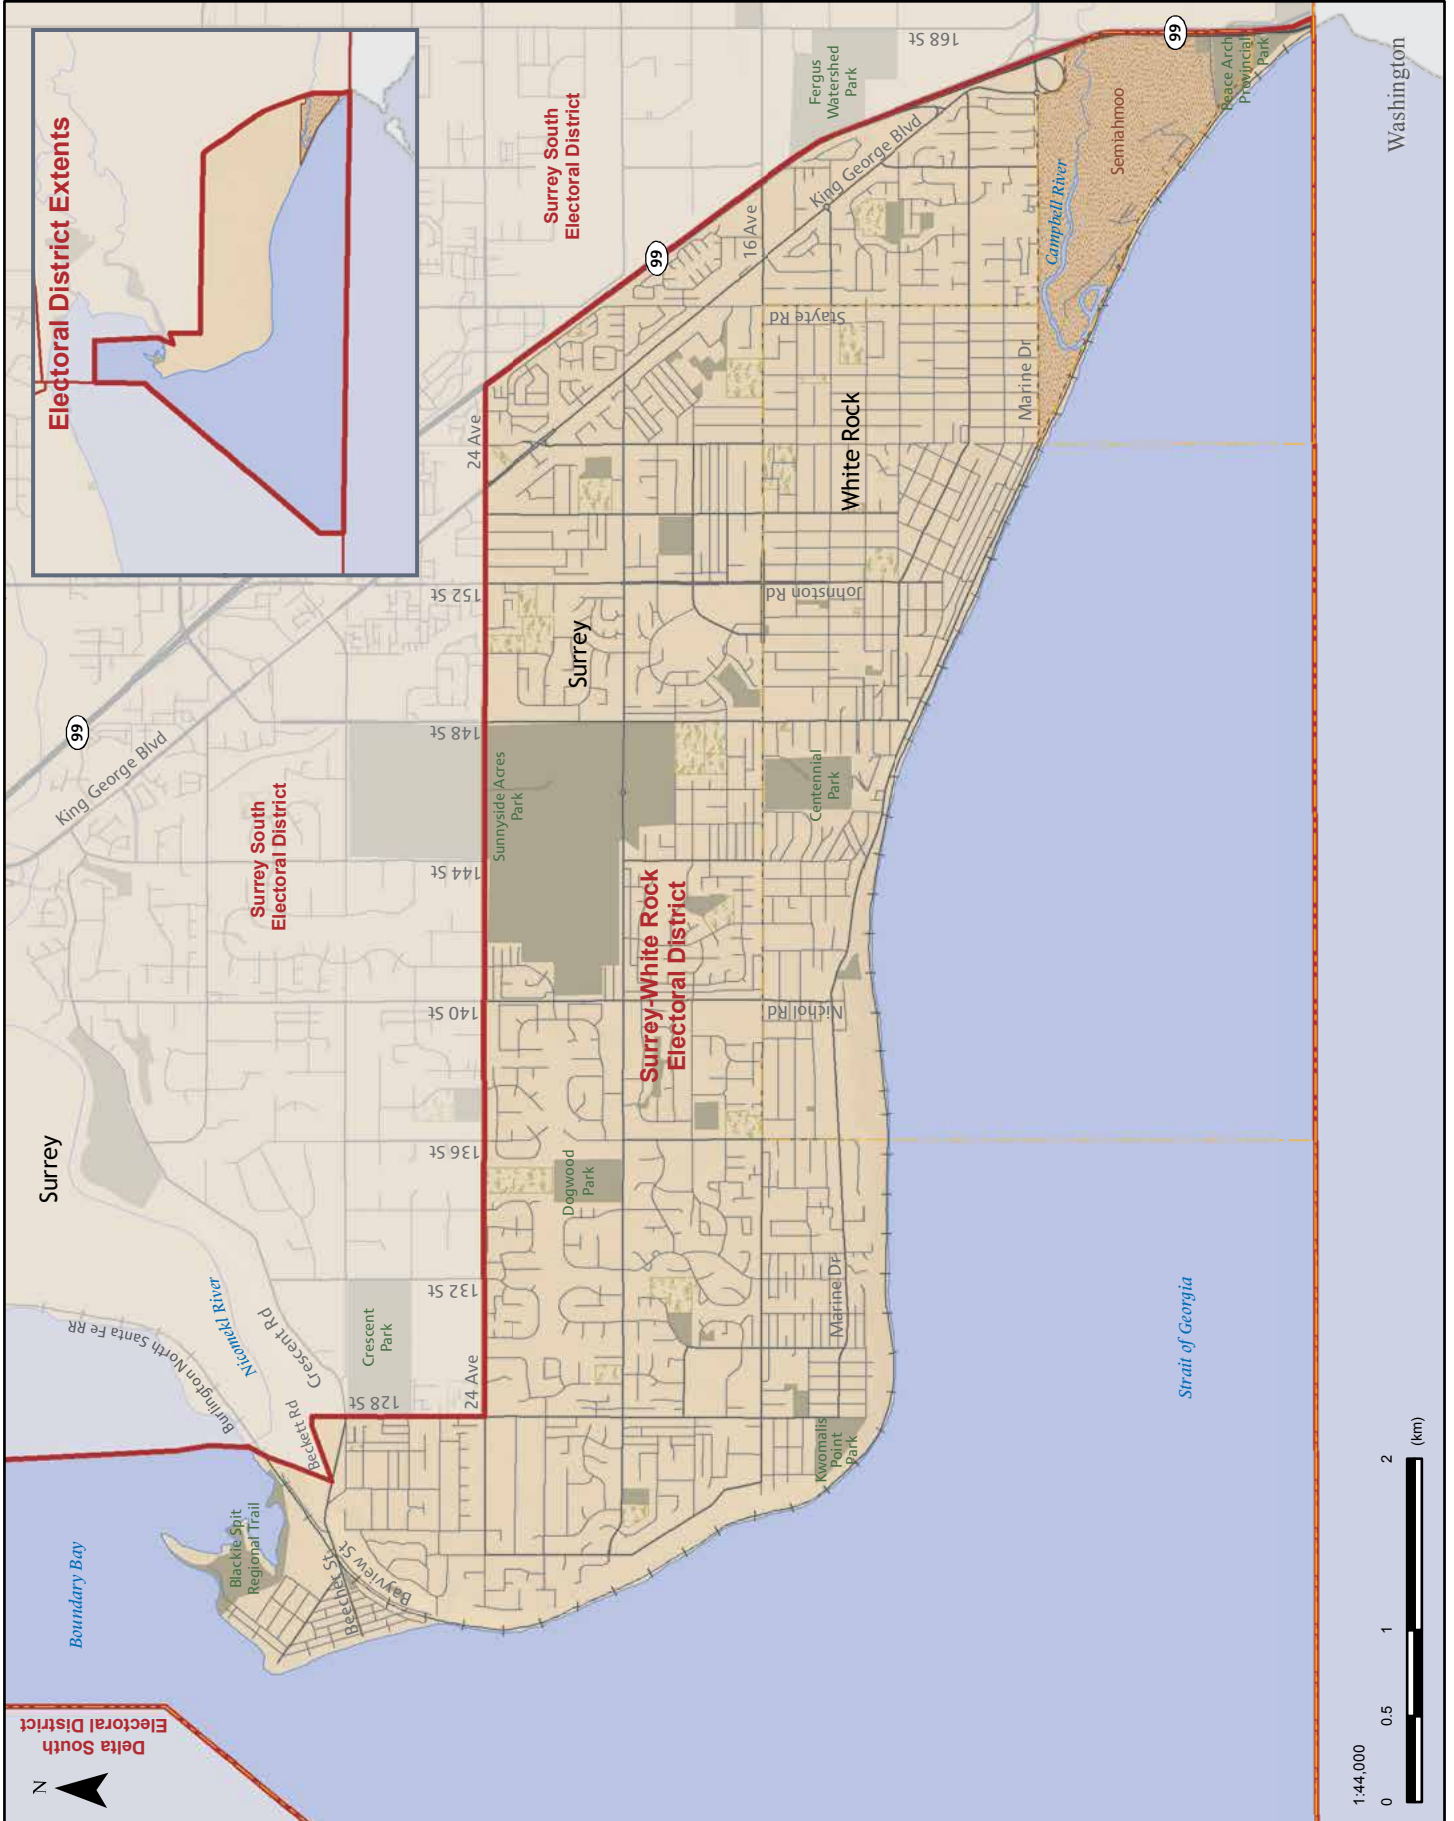 Electoral District Extents
N
Delta South
Electoral District
Boundary Bay
Blackie Spit
Regional Trail
Beecher St
Bayview St
Burlington North Santa Fe RR
Nicomekl River
Crescent Rd
Beckett Rd
Surrey
King George Blvd
99
Surrey South
Electoral District
Crescent
Park
128 St
132 St
136 St
140 St
144 St
148 St
152 St
24 Ave
24 Ave
Sunnyside Acres
Park
Surrey
Surrey South
Electoral District
99
Dogwood
Park
Surrey-White Rock
Electoral District
16 Ave
King George Blvd
Fergus
Watershed
Park
168 St
Kwomalis
Point
Park
Marine Dr
Nichol Rd
Centennial
Park
Johnston Rd
White Rock
Stayte Rd
Marine Dr
Campbell River
Semiahmoo
99
Peace Arch
Provincial
Park
Strait of Georgia
Washington
1:44,000
0 0.5 1 2
(km)